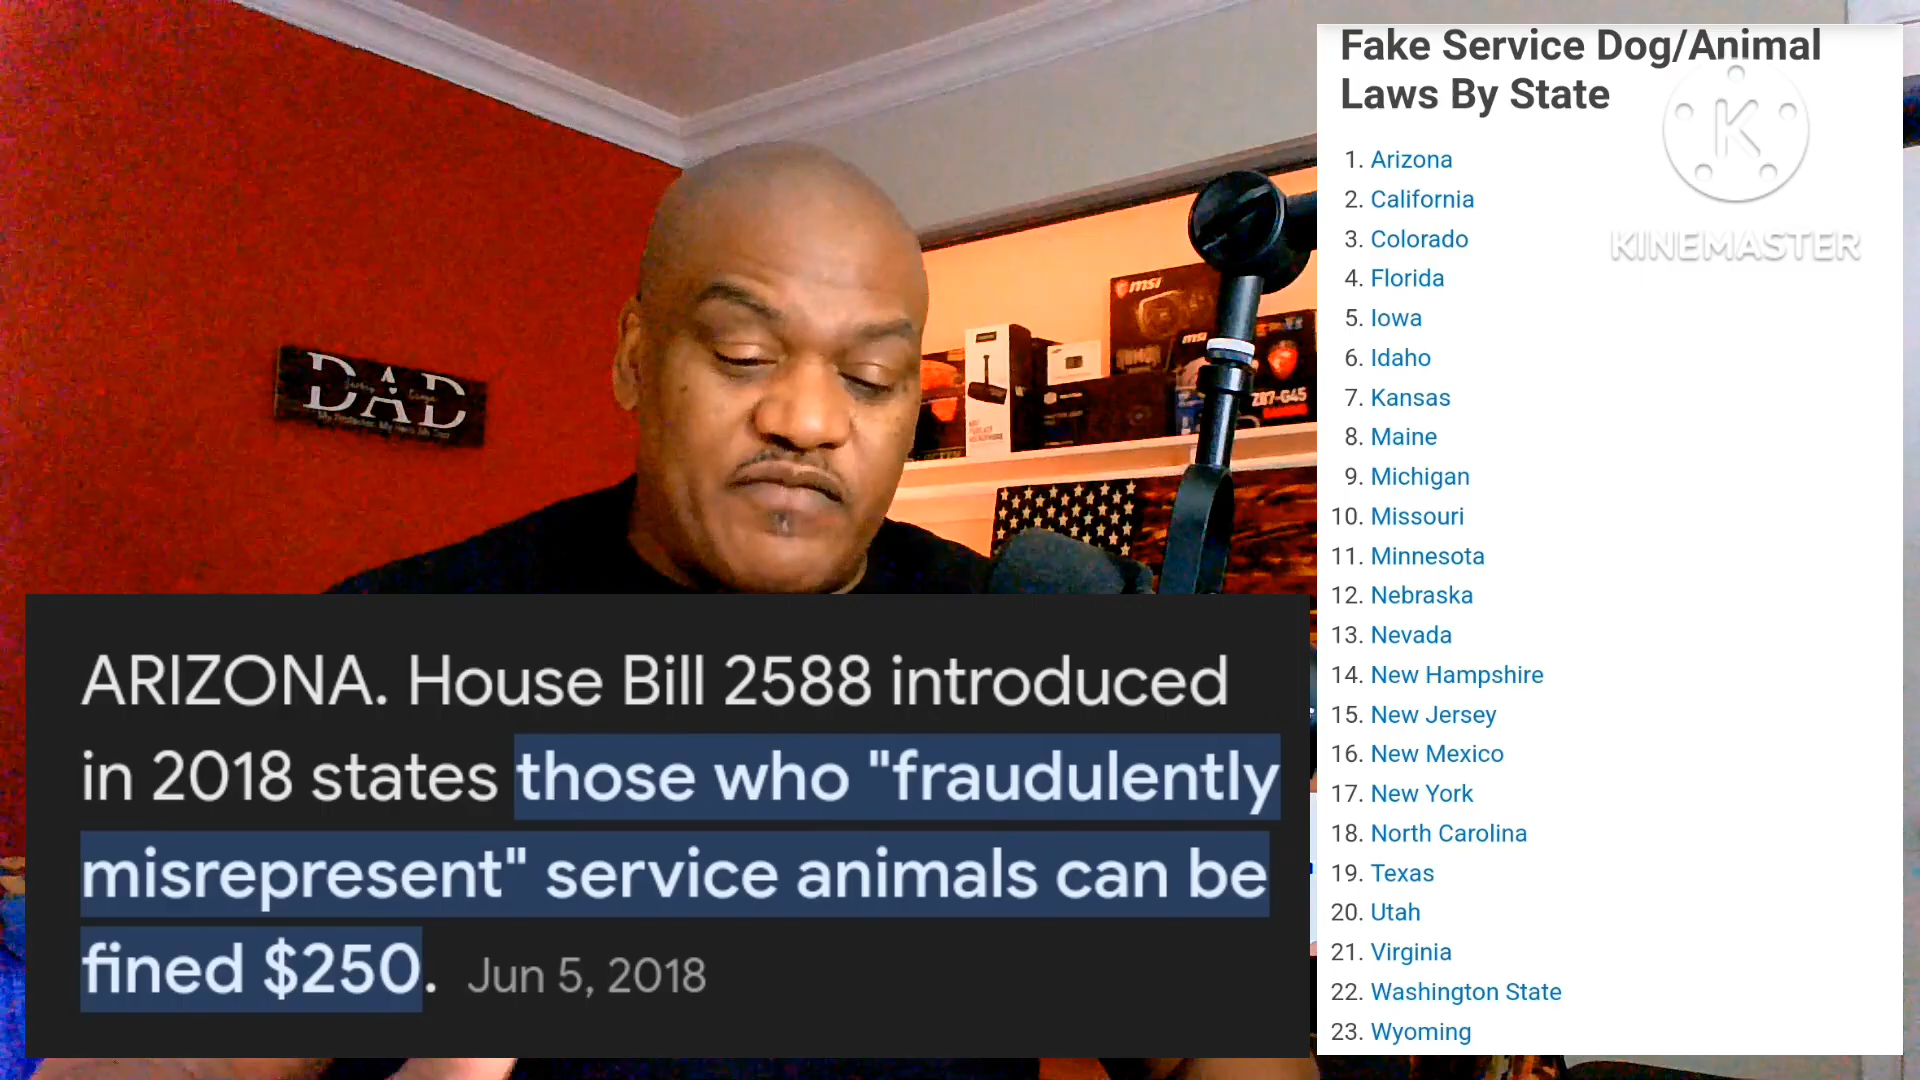 Fake Service Dog/Animal
Laws By State
1. Arizona
2. California
3. Colorado
4. Florida
5. Iowa
6. Idaho
7. Kansas
8. Maine
9. Michigan
10. Missouri
11. Minnesota
12. Nebraska
13. Nevada
14. New Hampshire
15. New Jersey
16. New Mexico
17. New York
18. North Carolina
19. Texas
20. Utah
21. Virginia
22. Washington State
23. Wyoming
K
KINEMASTER
msi
msi
Z87-G45
DAD
ARIZONA. House Bill 2588 introduced
in 2018 states those who "fraudulently
misrepresent" service animals can be
fined $250. Jun 5, 2018